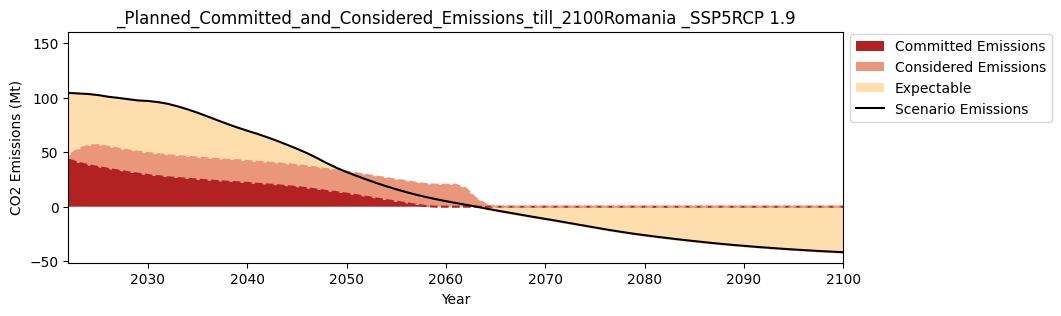 _Planned_Committed_and_Considered_Emissions_till_2100Romania _SSP5RCP 1.9
150
100
50
0
−50
CO2 Emissions (Mt)
2030 2040 2050 2060 2070 2080 2090 2100
Year
Committed Emissions
Considered Emissions
Expectable
Scenario Emissions